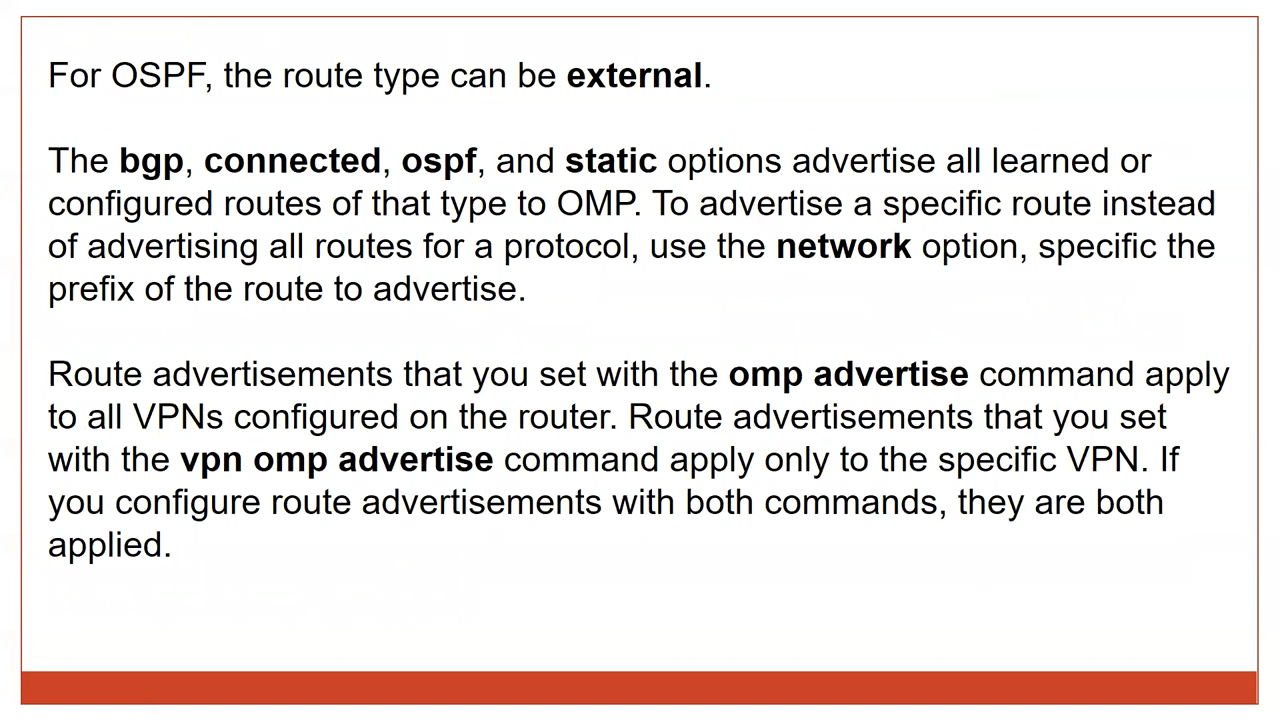 For OSPF, the route type can be external.
The bgp, connected, ospf, and static options advertise all learned or
configured routes of that type to OMP. To advertise a specific route instead
of advertising all routes for a protocol, use the network option, specific the
prefix of the route to advertise.
Route advertisements that you set with the omp advertise command apply
to all VPNs configured on the router. Route advertisements that you set
with the vpn omp advertise command apply only to the specific VPN. If
you configure route advertisements with both commands, they are both
applied.